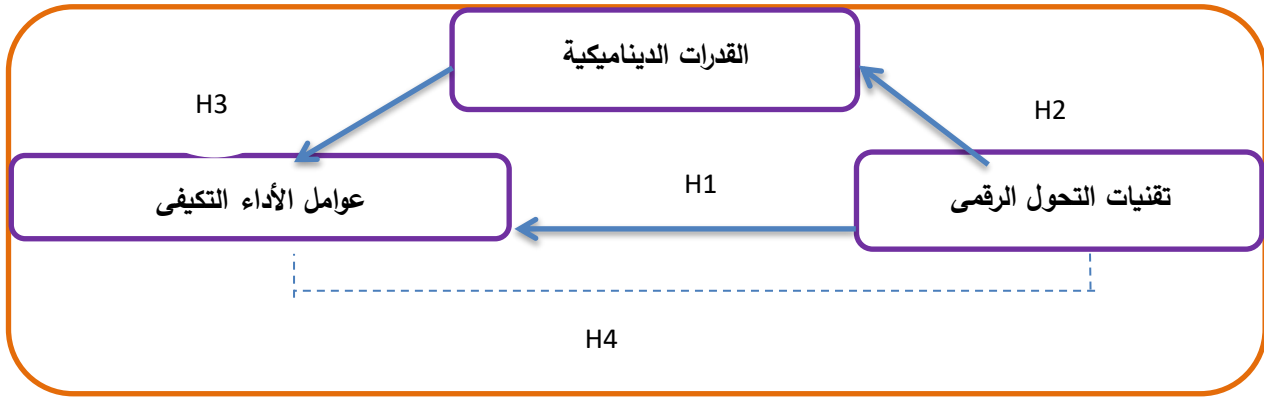 القدرات الديناميكية
H2
H3
تقنيات التحول الرقمى
H1
عوامل الأداء التكيفى
H4